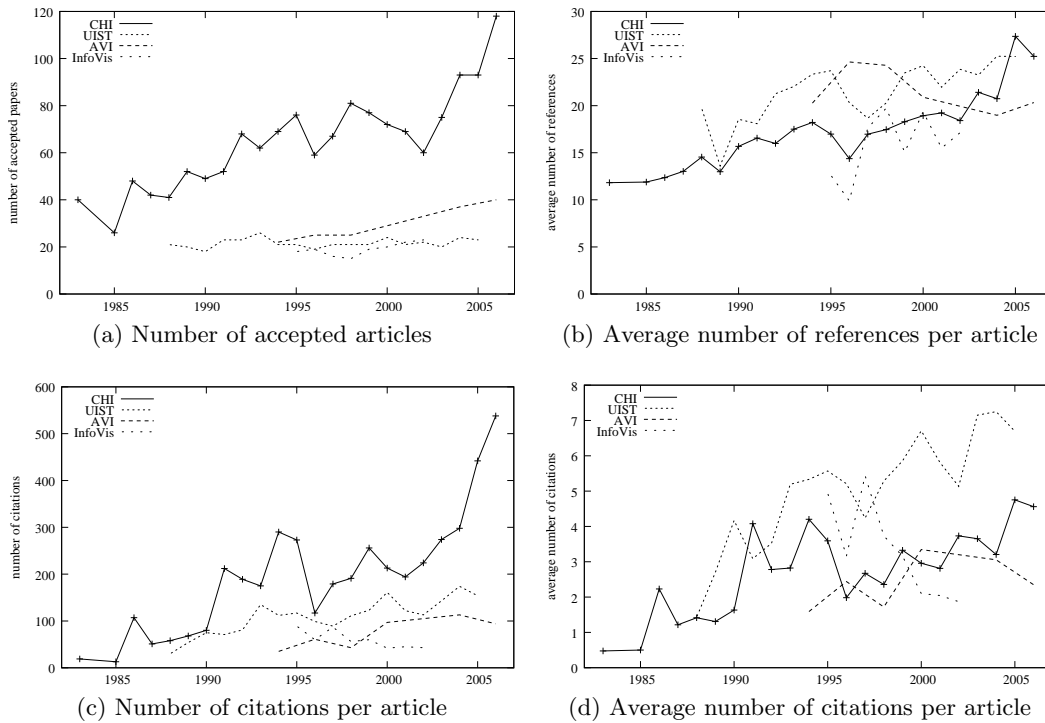 120
100
80
60
40
20
0
1985 1990 1995 2000 2005
number of accepted papers
CHI
UIST
AVI
InfoVis
(a) Number of accepted articles
30
25
20
15
10
5
0
1985 1990 1995 2000 2005
average number of references
CHI
UIST
AVI
InfoVis
(b) Average number of references per article
600
500
400
300
200
100
0
1985 1990 1995 2000 2005
number of citations
CHI
UIST
AVI
InfoVis
(c) Number of citations per article
8
7
6
5
4
3
2
1
0
1985 1990 1995 2000 2005
average number of citations
CHI
UIST
AVI
InfoVis
(d) Average number of citations per article